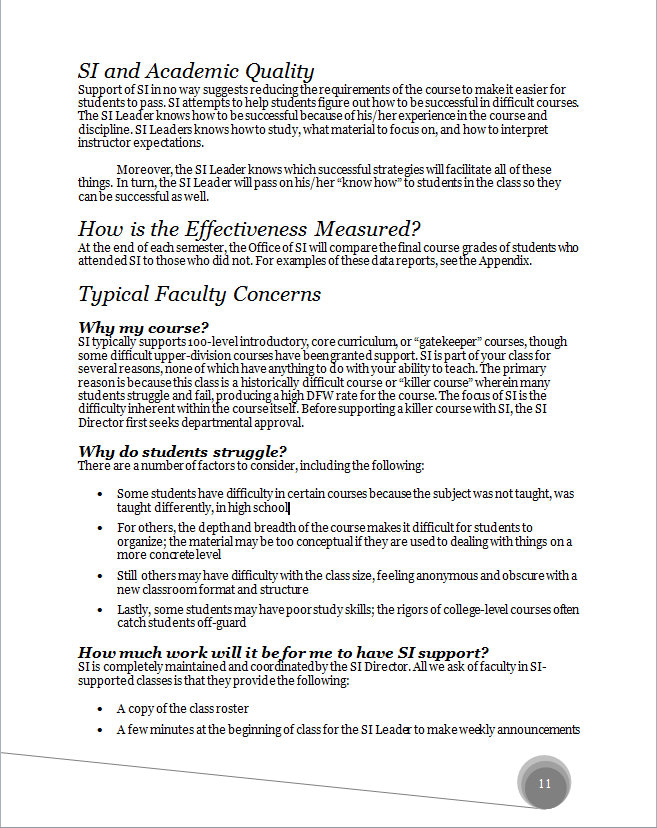 SI and Academic Quality
Support of SI in no way suggests reducing the requirements of the course to make it easier for
students to pass. SI attempts to help students figure out how to be successful in difficult courses.
The SI Leader knows how to be successful because of his/her experience in the course and
discipline. SI Leaders knows how to study, what material to focus on, and how to interpret
instructor expectations.
Moreover, the SI Leader knows which successful strategies will facilitate all of these
things. In turn, the SI Leader will pass on his/her “know how” to students in the class so they
can be successful as well.
How is the Effectiveness Measured?
At the end of each semester, the Office of SI will compare the final course grades of students who
attended SI to those who did not. For examples of these data reports, see the Appendix.
Typical Faculty Concerns
Why my course?
SI typically supports 100-level introductory, core curriculum, or “gatekeeper” courses, though
some difficult upper-division courses have been granted support. SI is part of your class for
several reasons, none of which have anything to do with your ability to teach. The primary
reason is because this class is a historically difficult course or “killer course” wherein many
students struggle and fail, producing a high DFW rate for the course. The focus of SI is the
difficulty inherent within the course itself. Before supporting a killer course with SI, the SI
Director first seeks departmental approval.
Why do students struggle?
There are a number of factors to consider, including the following:
• Some students have difficulty in certain courses because the subject was not taught, was
taught differently, in high school
• For others, the depth and breadth of the course makes it difficult for students to
organize; the material may be too conceptual if they are used to dealing with things on a
more concrete level
• Still others may have difficulty with the class size, feeling anonymous and obscure with a
new classroom format and structure
• Lastly, some students may have poor study skills; the rigors of college-level courses often
catch students off-guard
How much work will it be for me to have SI support?
SI is completely maintained and coordinated by the SI Director. All we ask of faculty in SI-
supported classes is that they provide the following:
• A copy of the class roster
• A few minutes at the beginning of class for the SI Leader to make weekly announcements
11